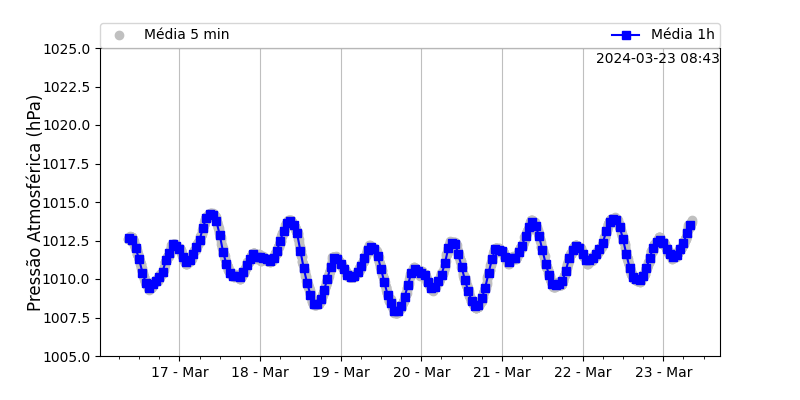 Média 5 min
Média 1h
2024-03-23 08:43
Pressão Atmosférica (hPa)
1025.0
1022.5
1020.0
1017.5
1015.0
1012.5
1010.0
1007.5
1005.0
17 - Mar
18 - Mar
19 - Mar
20 - Mar
21 - Mar
22 - Mar
23 - Mar